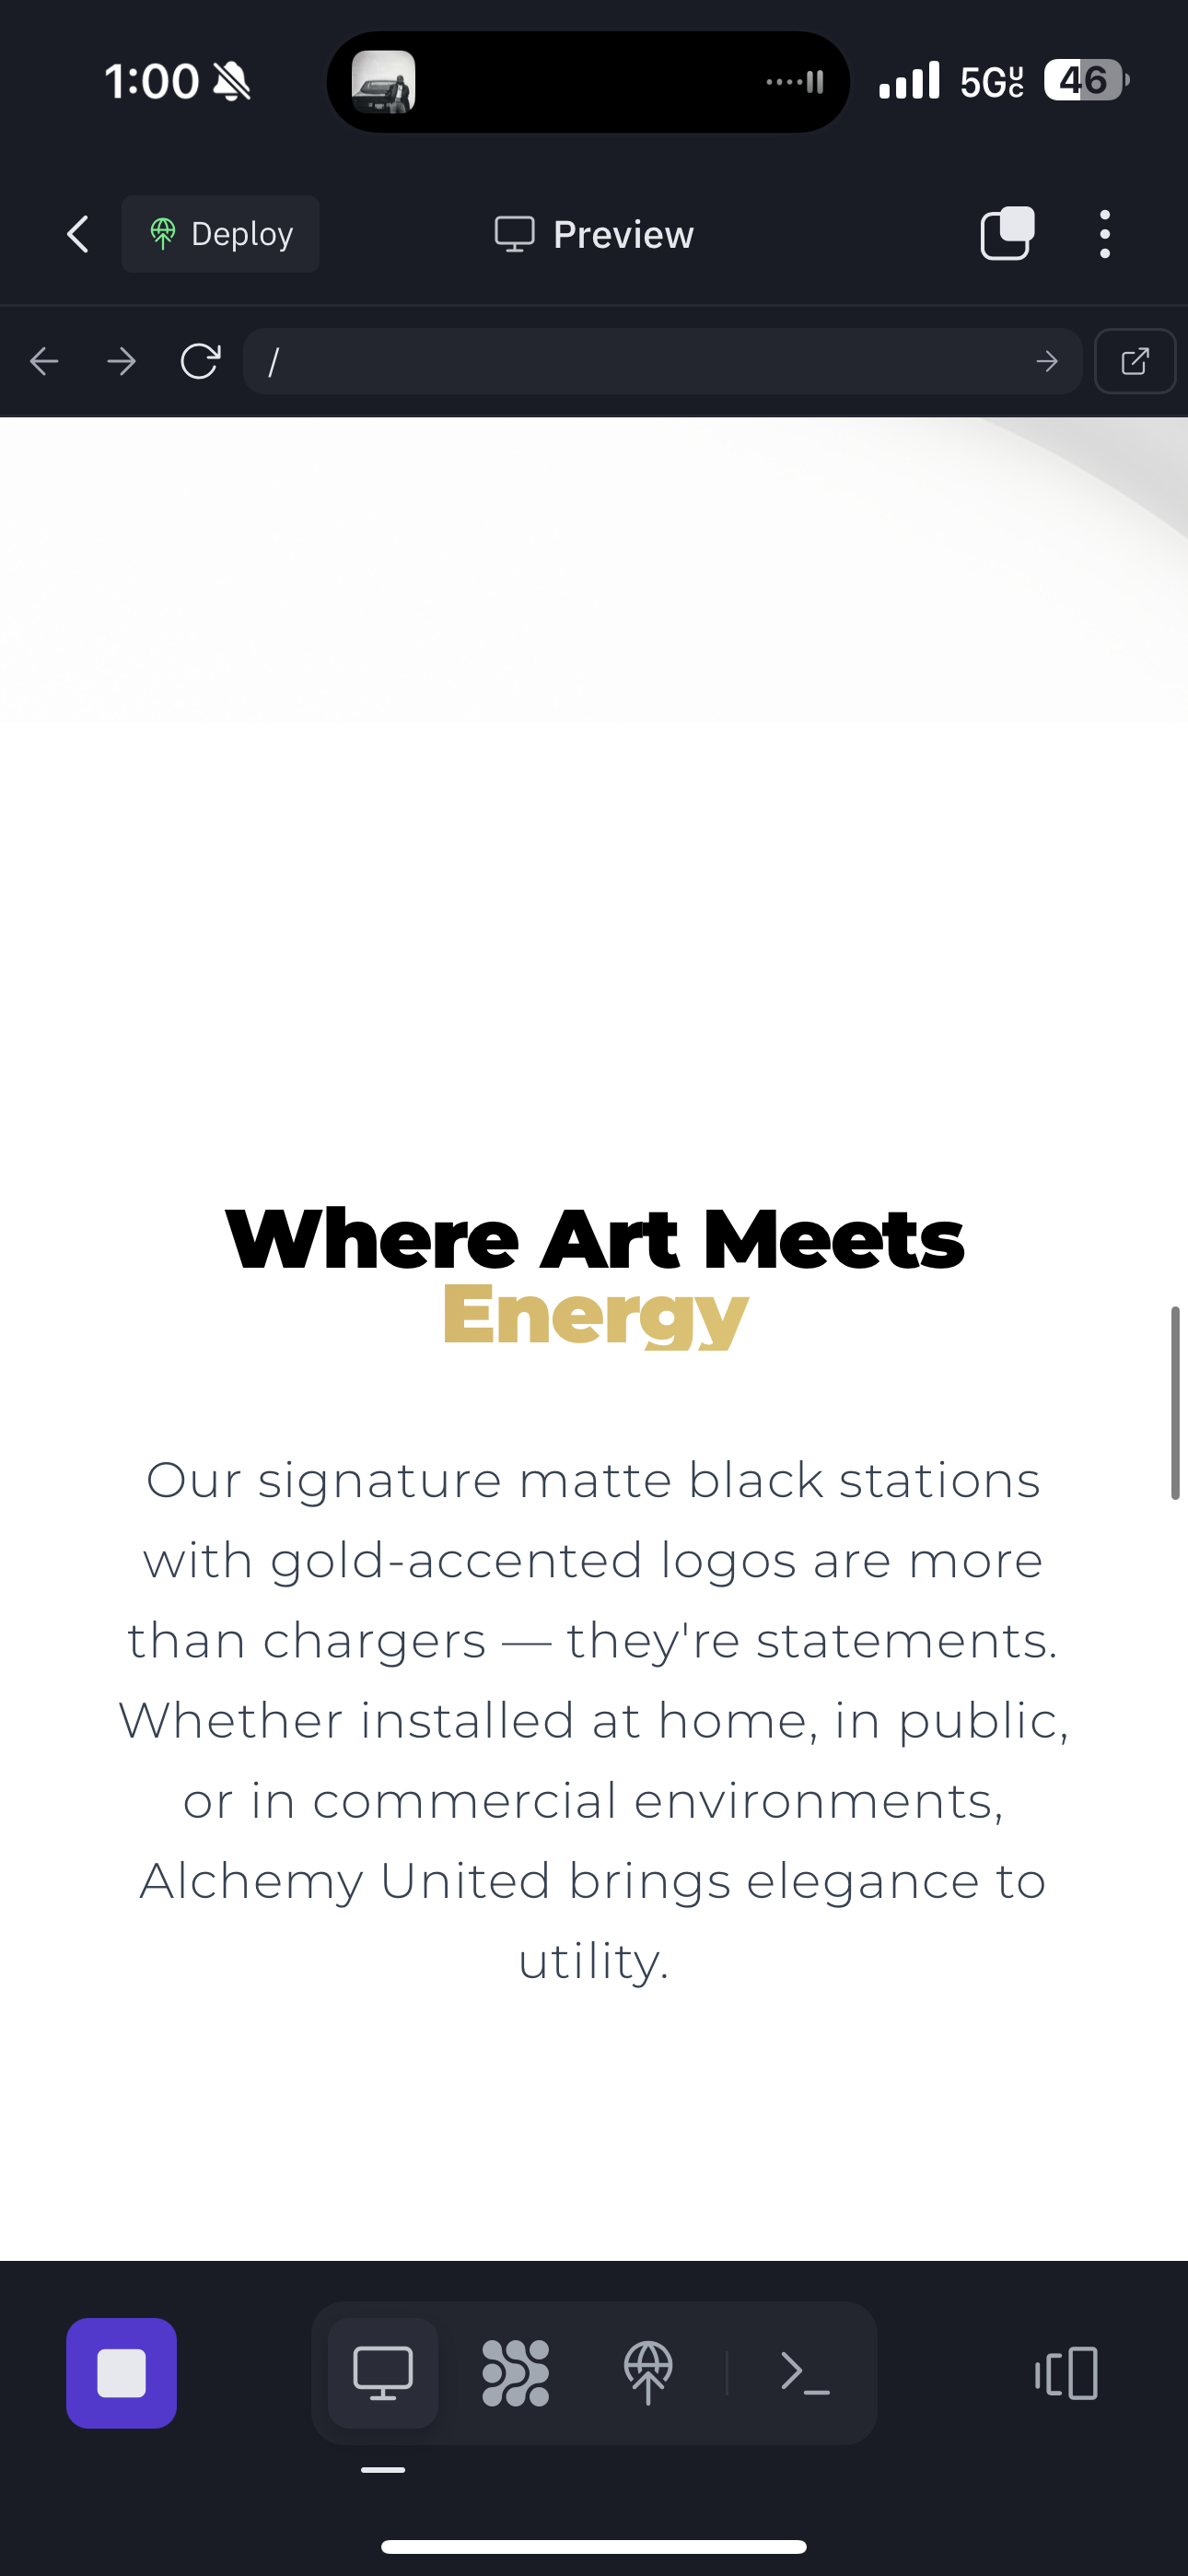 1:00
5G UC
46
Deploy
Preview
/
Where Art Meets
Energy
Our signature matte black stations
with gold-accented logos are more
than chargers — they're statements.
Whether installed at home, in public,
or in commercial environments,
Alchemy United brings elegance to
utility.